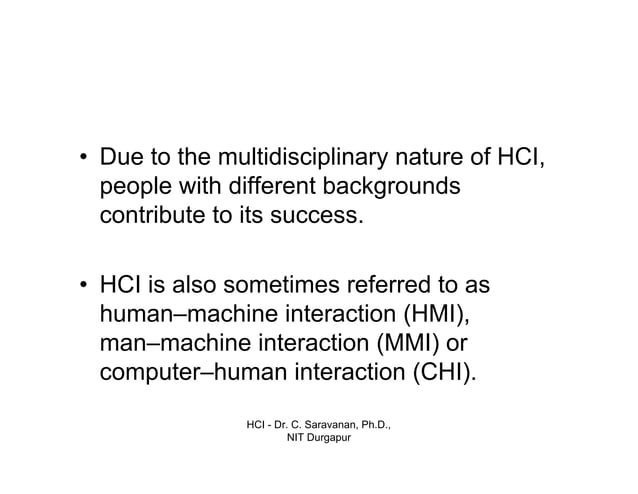 • Due to the multidisciplinary nature of HCI,
people with different backgrounds
contribute to its success.
• HCI is also sometimes referred to as
human–machine interaction (HMI),
man–machine interaction (MMI) or
computer–human interaction (CHI).
HCI - Dr. C. Saravanan, Ph.D.,
NIT Durgapur